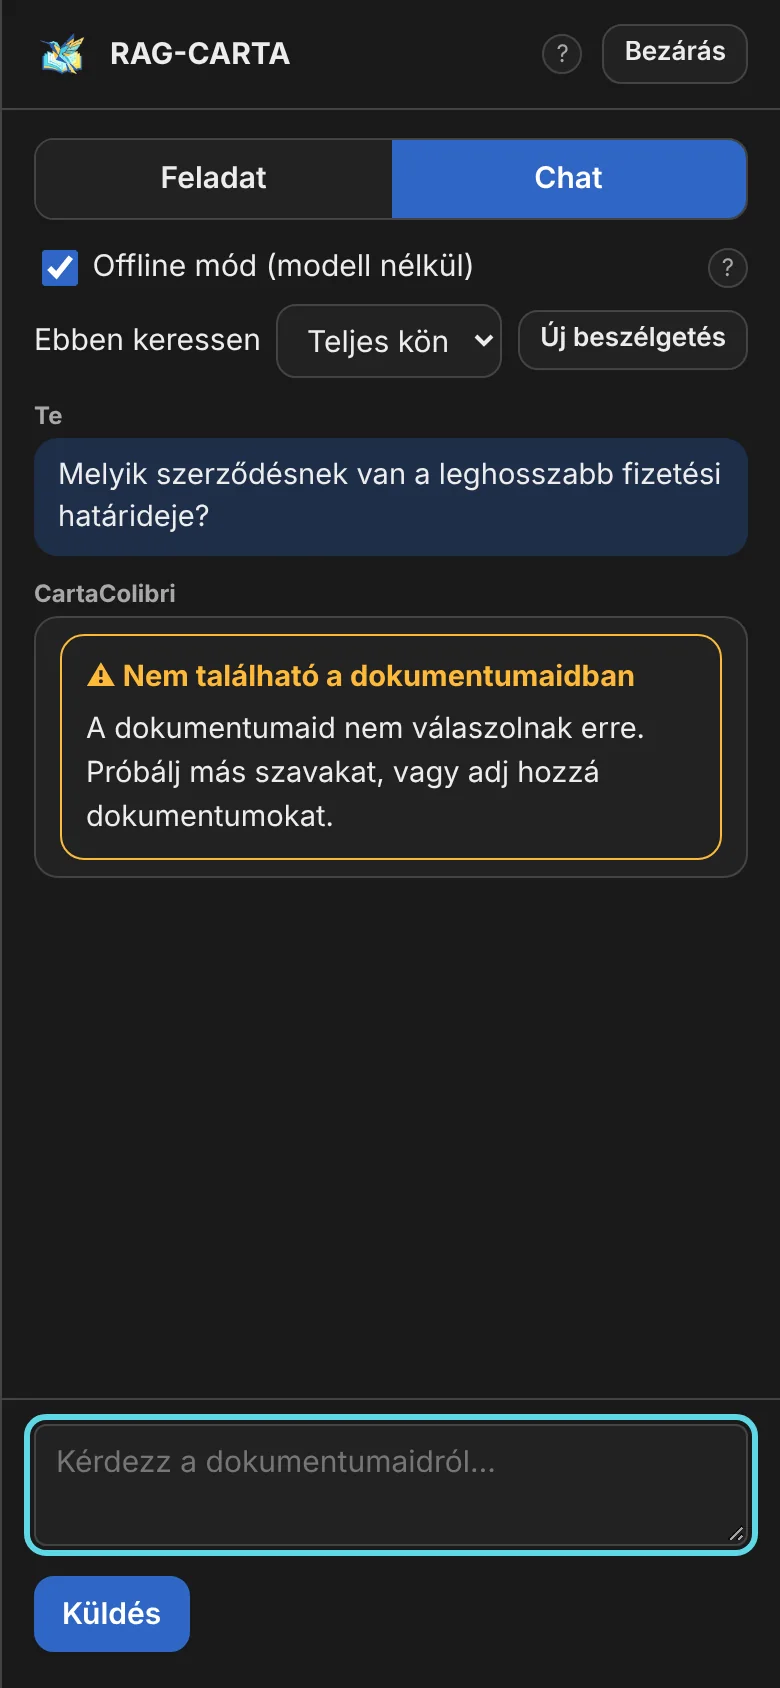 RAG-CARTA
?
Bezárás
Feladat
Chat
Offline mód (modell nélkül)
?
Ebben keressen
Teljes kön
Új beszélgetés
Te
Melyik szerződésnek van a leghosszabb fizetési
határideje?
CartaColibri
⚠ Nem található a dokumentumaidban
A dokumentumaid nem válaszolnak erre.
Próbálj más szavakat, vagy adj hozzá
dokumentumokat.
Kérdezz a dokumentumaidról...
Küldés